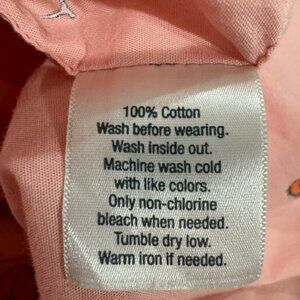 100% Cotton
Wash before wearing.
Wash inside out.
Machine wash cold
with like colors.
Only non-chlorine
bleach when needed.
Tumble dry low.
Warm iron if needed.